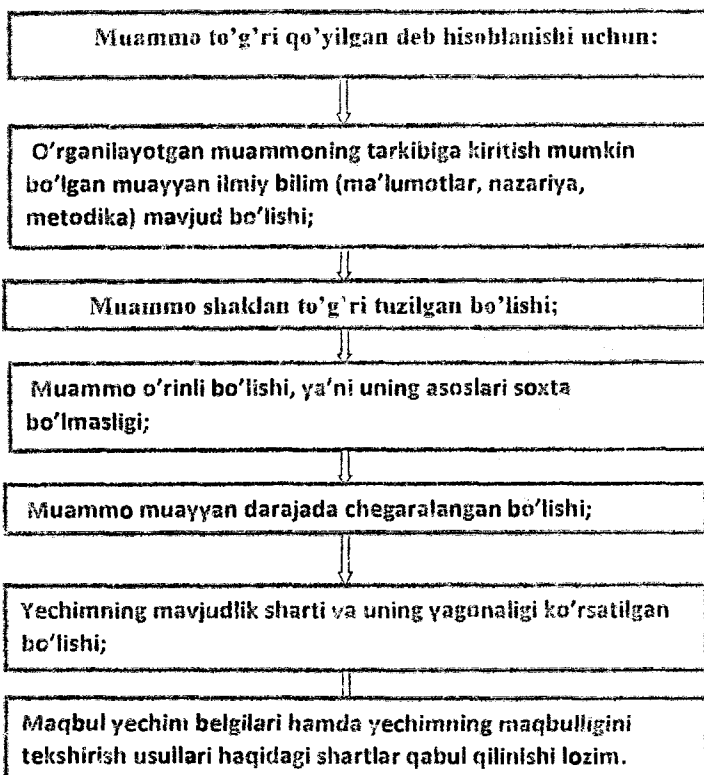 Muammo to'g'ri qo'yilgan deb hisoblanishi uchun:
O'rganilayotgan muammoning tarkibiga kiritish mumkin
bo'lgan muayyan ilmiy bilim (ma'lumotlar, nazariya,
metodika) mavjud bo'lishi;
Muammo shaklan to'g'ri tuzilgan bo'lishi;
Muammo o'rinli bo'lishi, ya'ni uning asoslari soxta
bo'lmasligi;
Muammo muayyan darajada chegaralangan bo'lishi;
Yechimning mavjudlik sharti va uning yagonaligi ko'rsatilgan
bo'lishi;
Maqbul yechim belgilari hamda yechimning maqbulligini
tekshirish usullari haqidagi shartlar qabul qilinishi lozim.